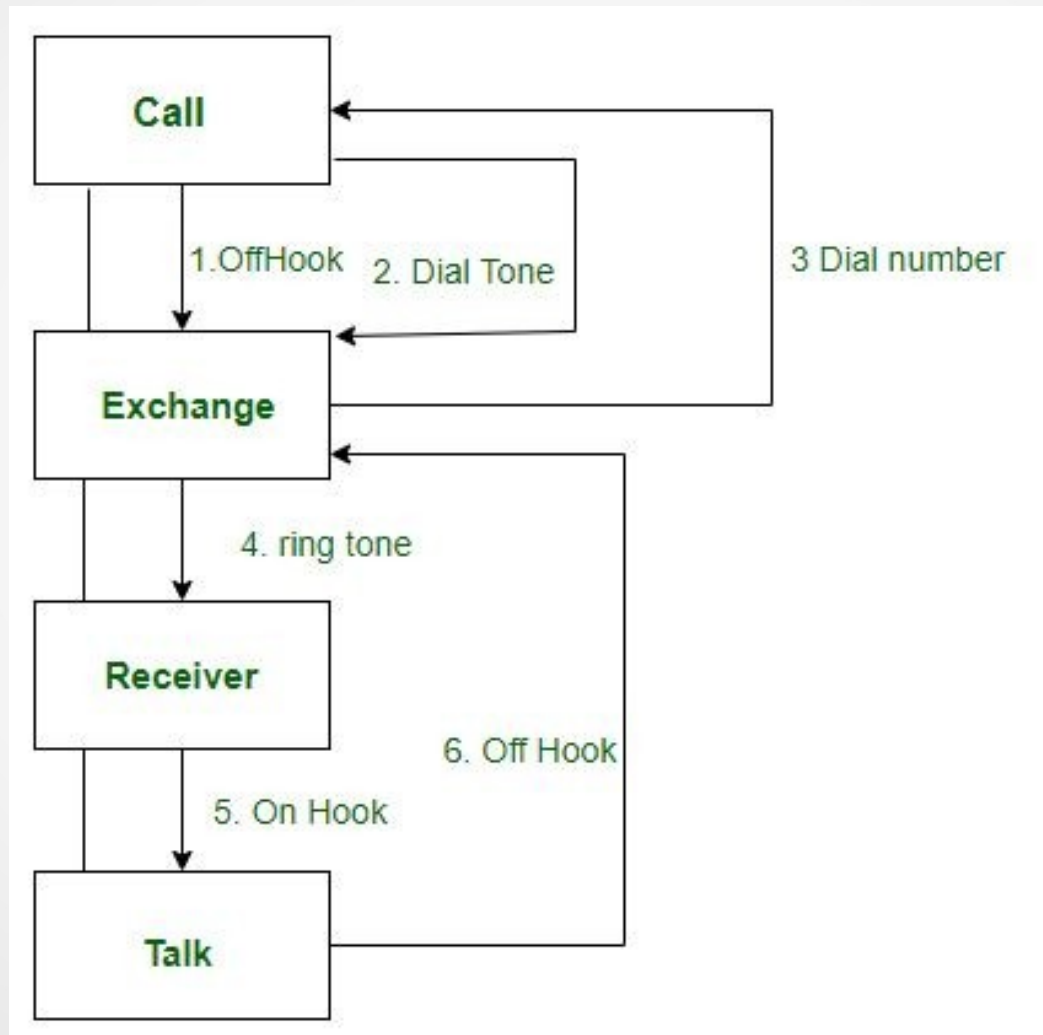 Call
1.OffHook
2. Dial Tone
3 Dial number
Exchange
4. ring tone
Receiver
6. Off Hook
5. On Hook
Talk